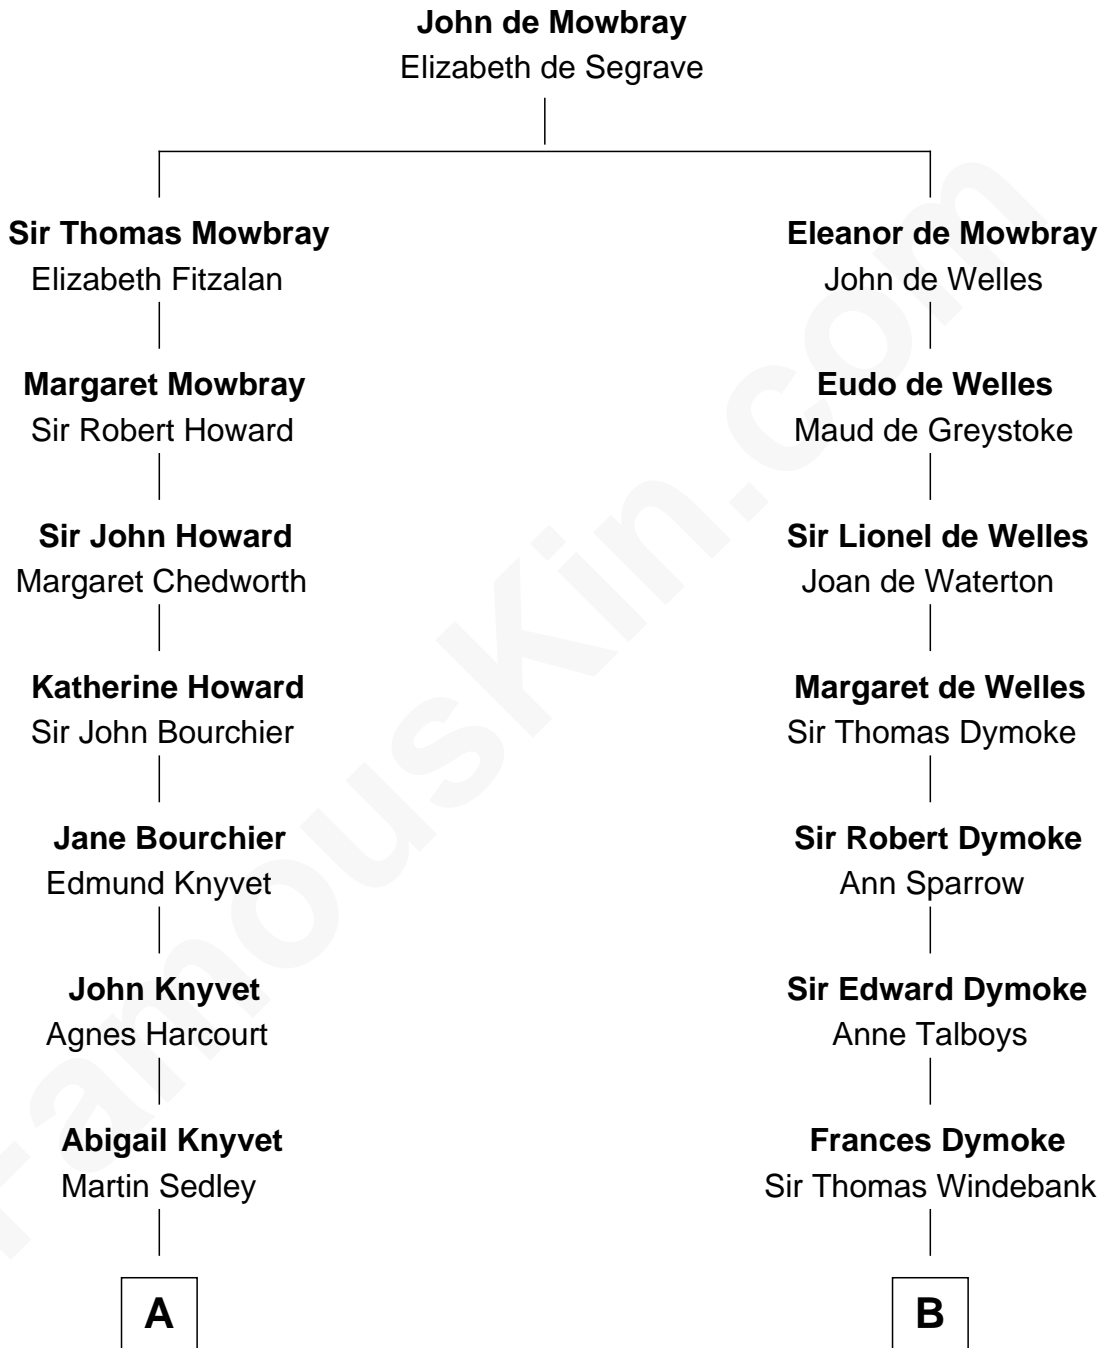 John de Mowbray
Elizabeth de Segrave
Sir Thomas Mowbray
Elizabeth Fitzalan
Eleanor de Mowbray
John de Welles
Margaret Mowbray
Sir Robert Howard
Eudo de Welles
Maud de Greystoke
Sir John Howard
Margaret Chedworth
Sir Lionel de Welles
Joan de Waterton
Katherine Howard
Sir John Bourchier
Margaret de Welles
Sir Thomas Dymoke
Jane Bourchier
Edmund Knyvet
Sir Robert Dymoke
Ann Sparrow
John Knyvet
Agnes Harcourt
Sir Edward Dymoke
Anne Talboys
Abigail Knyvet
Martin Sedley
Frances Dymoke
Sir Thomas Windebank
A
B
FamousKin.com